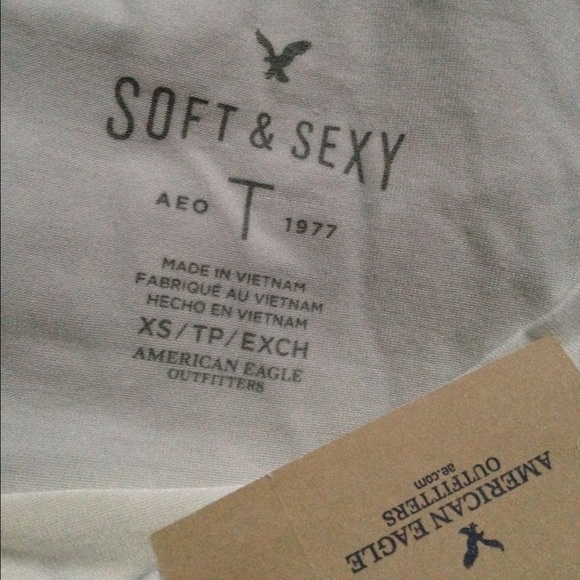 SOFT & SEXY
AEO T 1977
MADE IN VIETNAM
FABRIQUÉ AU VIETNAM
HECHO EN VIETNAM
XS/TP/EXCH
AMERICAN EAGLE
OUTFITTERS
AMERICAN EAGLE
OUTFITTERS
ae.com